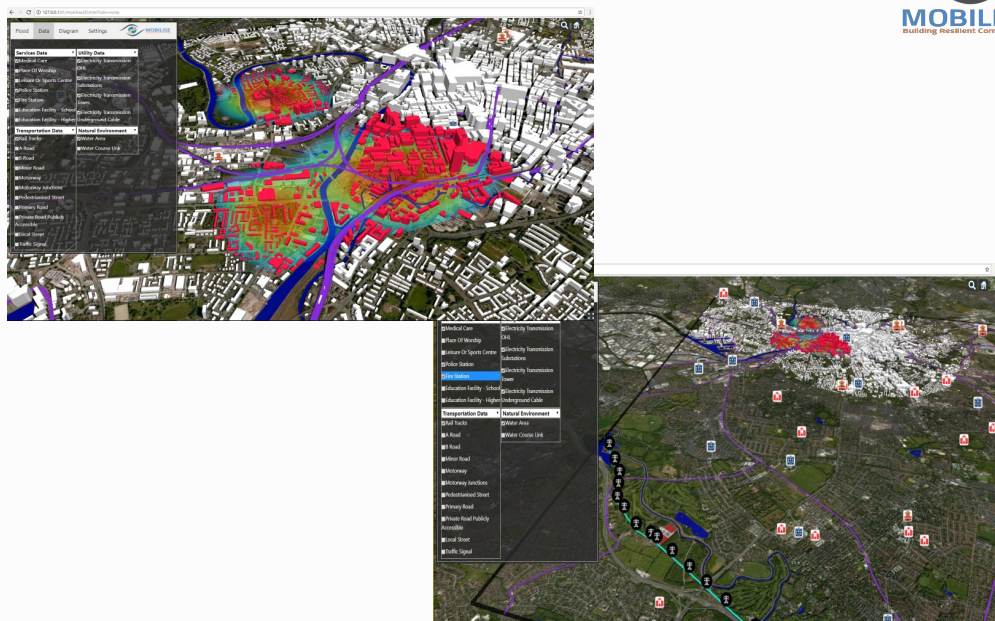 MOBILI
Building Resilient Com
127.0.0.1
Flood Data Diagram Settings MOBILISE
Services Data Utility Data
Medical Care
Place Of Worship
Leisure Or Sports Centre
Police Station
Fire Station
Education Facility - School
Education Facility - Higher
Electricity Transmission
OHL
Electricity Transmission
Substations
Electricity Transmission
Tower
Electricity Transmission
Underground Cable
Transportation Data Natural Environment
Rail Tracks
A Road
B Road
Minor Road
Motorway
Motorway Junctions
Pedestrianised Street
Primary Road
Private Road Publicly
Accessible
Local Street
Traffic Signal
Water Area
Water Course Link
Medical Care
Place Of Worship
Leisure Or Sports Centre
Police Station
Fire Station
Education Facility - School
Education Facility - Higher
Electricity Transmission
OHL
Electricity Transmission
Substations
Electricity Transmission
Tower
Electricity Transmission
Underground Cable
Transportation Data Natural Environment
Rail Tracks
A Road
B Road
Minor Road
Motorway
Motorway Junctions
Pedestrianised Street
Primary Road
Private Road Publicly
Accessible
Local Street
Traffic Signal
Water Area
Water Course Link